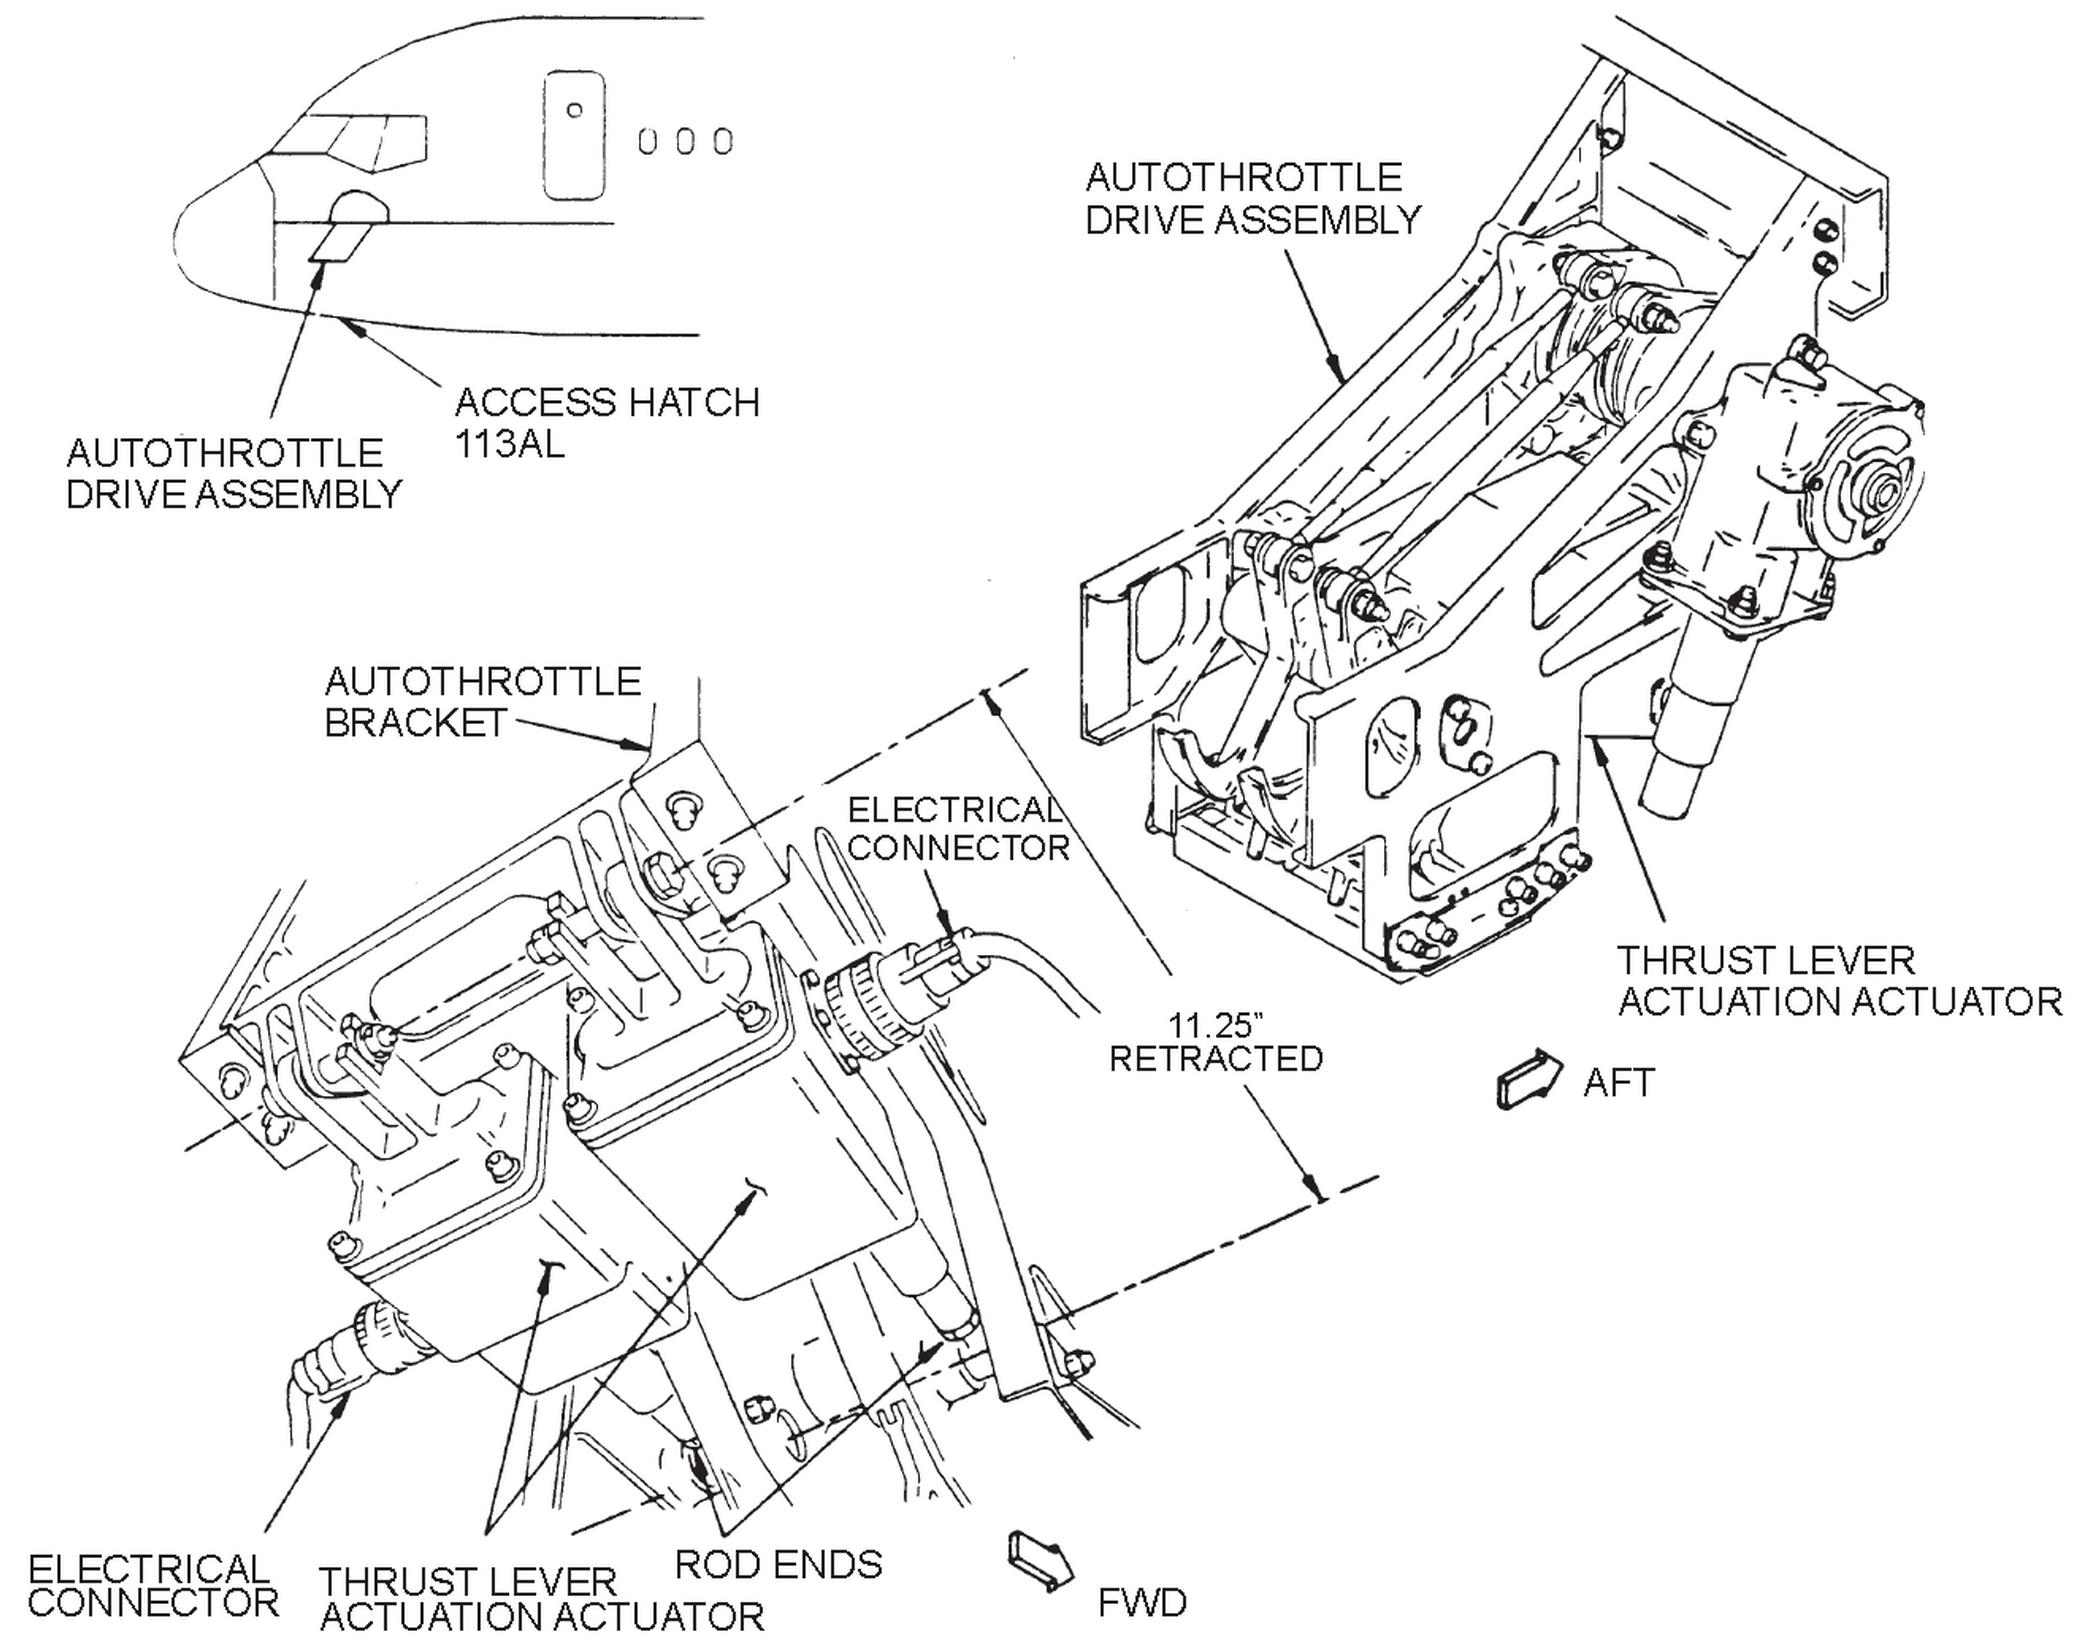 AUTOTHROTTLE
DRIVE ASSEMBLY
ACCESS HATCH
113AL
AUTOTHROTTLE
DRIVE ASSEMBLY
AUTOTHROTTLE
BRACKET
ELECTRICAL
CONNECTOR
THRUST LEVER
ACTUATION ACTUATOR
11.25"
RETRACTED
AFT
ELECTRICAL
CONNECTOR
THRUST LEVER
ACTUATION ACTUATOR
ROD ENDS
FWD